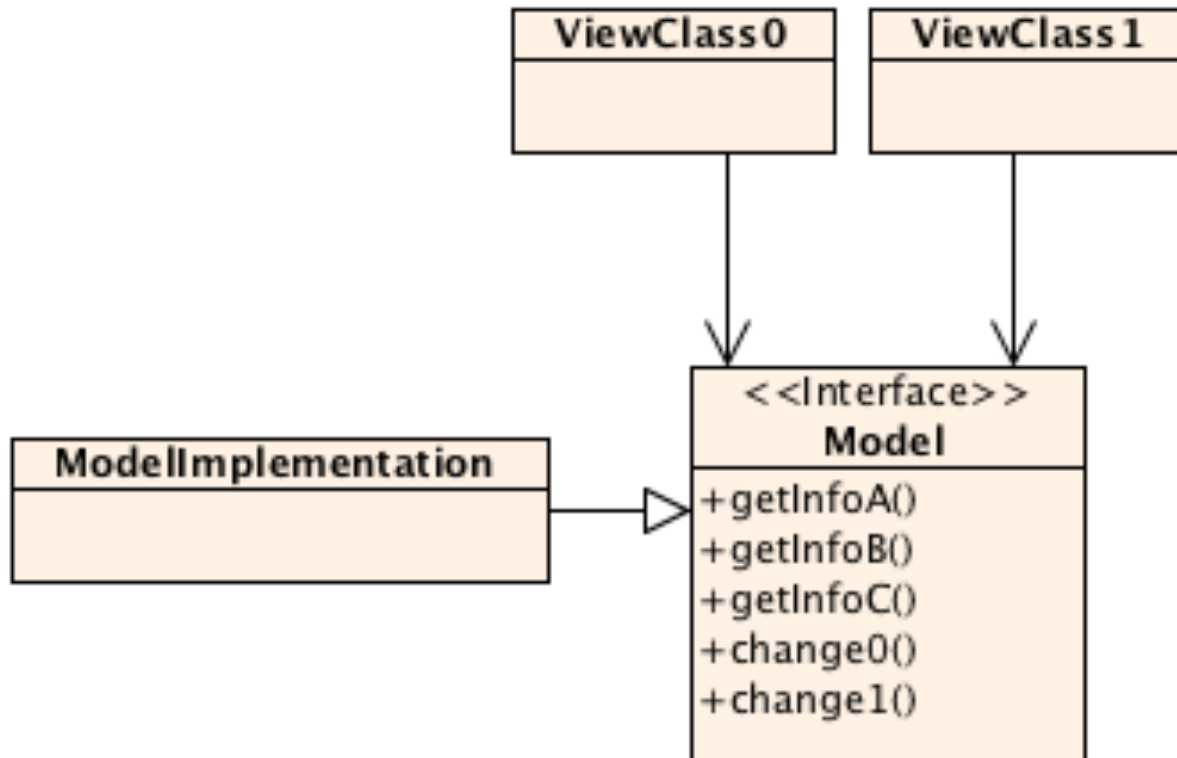 ViewClass0
ViewClass1
<<Interface>>
Model
ModelImplementation
+getInfoA()
+getInfoB()
+getInfoC()
+change0()
+change1()